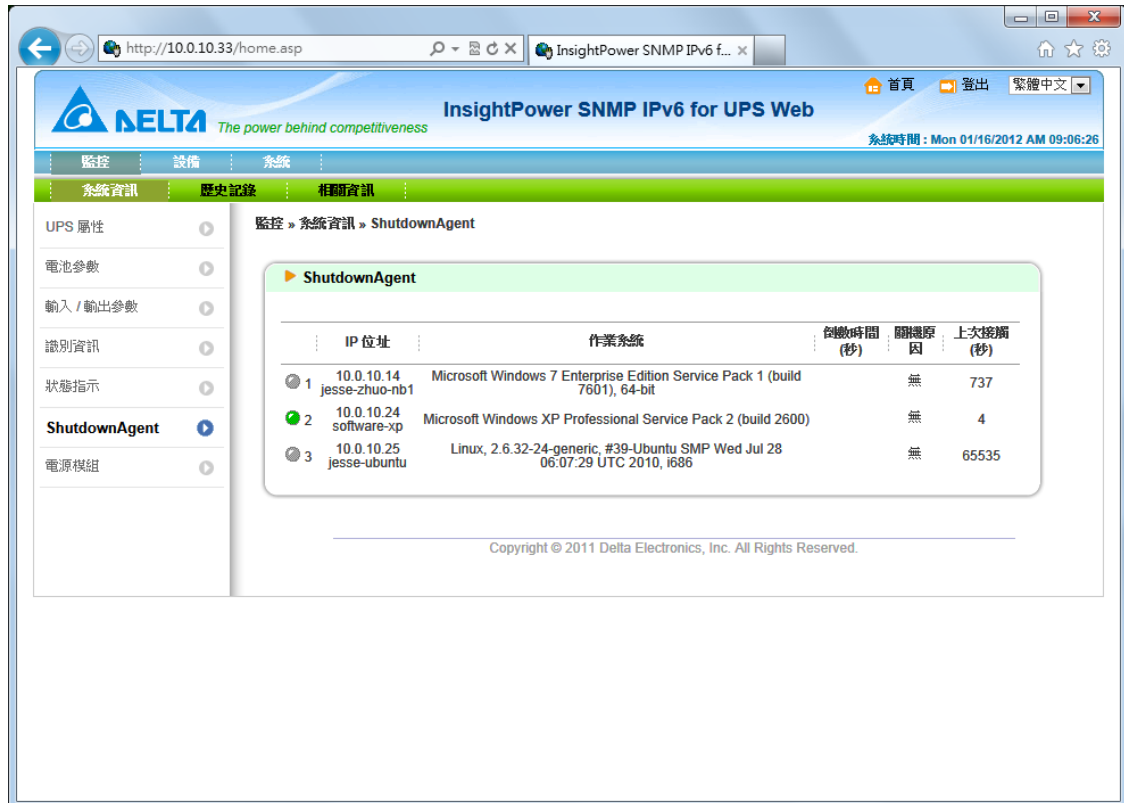 http://10.0.10.33/home.asp
InsightPower SNMP IPv6 f...
首頁 登出 繁體中文
DELTA The power behind competitiveness
InsightPower SNMP IPv6 for UPS Web
系統時間 : Mon 01/16/2012 AM 09:06:26
監控 設備 系統
系統資訊 歷史記錄 相關資訊
UPS 屬性
電池參數
輸入 / 輸出參數
識別資訊
狀態指示
ShutdownAgent
電源模組
監控 » 系統資訊 » ShutdownAgent
ShutdownAgent
IP 位址 作業系統 倒數時間 (秒) 關機原因 上次接觸 (秒)
1 10.0.10.14 Microsoft Windows 7 Enterprise Edition Service Pack 1 (build 無 737
jesse-zhuo-nb1 7601), 64-bit
2 10.0.10.24 Microsoft Windows XP Professional Service Pack 2 (build 2600) 無 4
software-xp
3 10.0.10.25 Linux, 2.6.32-24-generic, #39-Ubuntu SMP Wed Jul 28 無 65535
jesse-ubuntu 06:07:29 UTC 2010, i686
Copyright © 2011 Delta Electronics, Inc. All Rights Reserved.